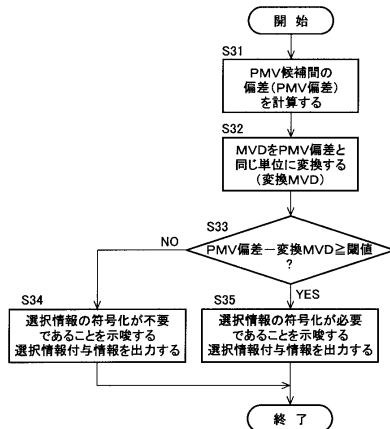 開 始
S31
PMV候補間の
偏差(PMV偏差)
を計算する
S32
MVDをPMV偏差と
同じ単位に変換する
(変換MVD)
S33
PMV偏差－変換MVD≧閾値
?
NO
YES
S34
選択情報の符号化が不要
であることを示唆する
選択情報付与情報を出力する
S35
選択情報の符号化が必要
であることを示唆する
選択情報付与情報を出力する
終 了